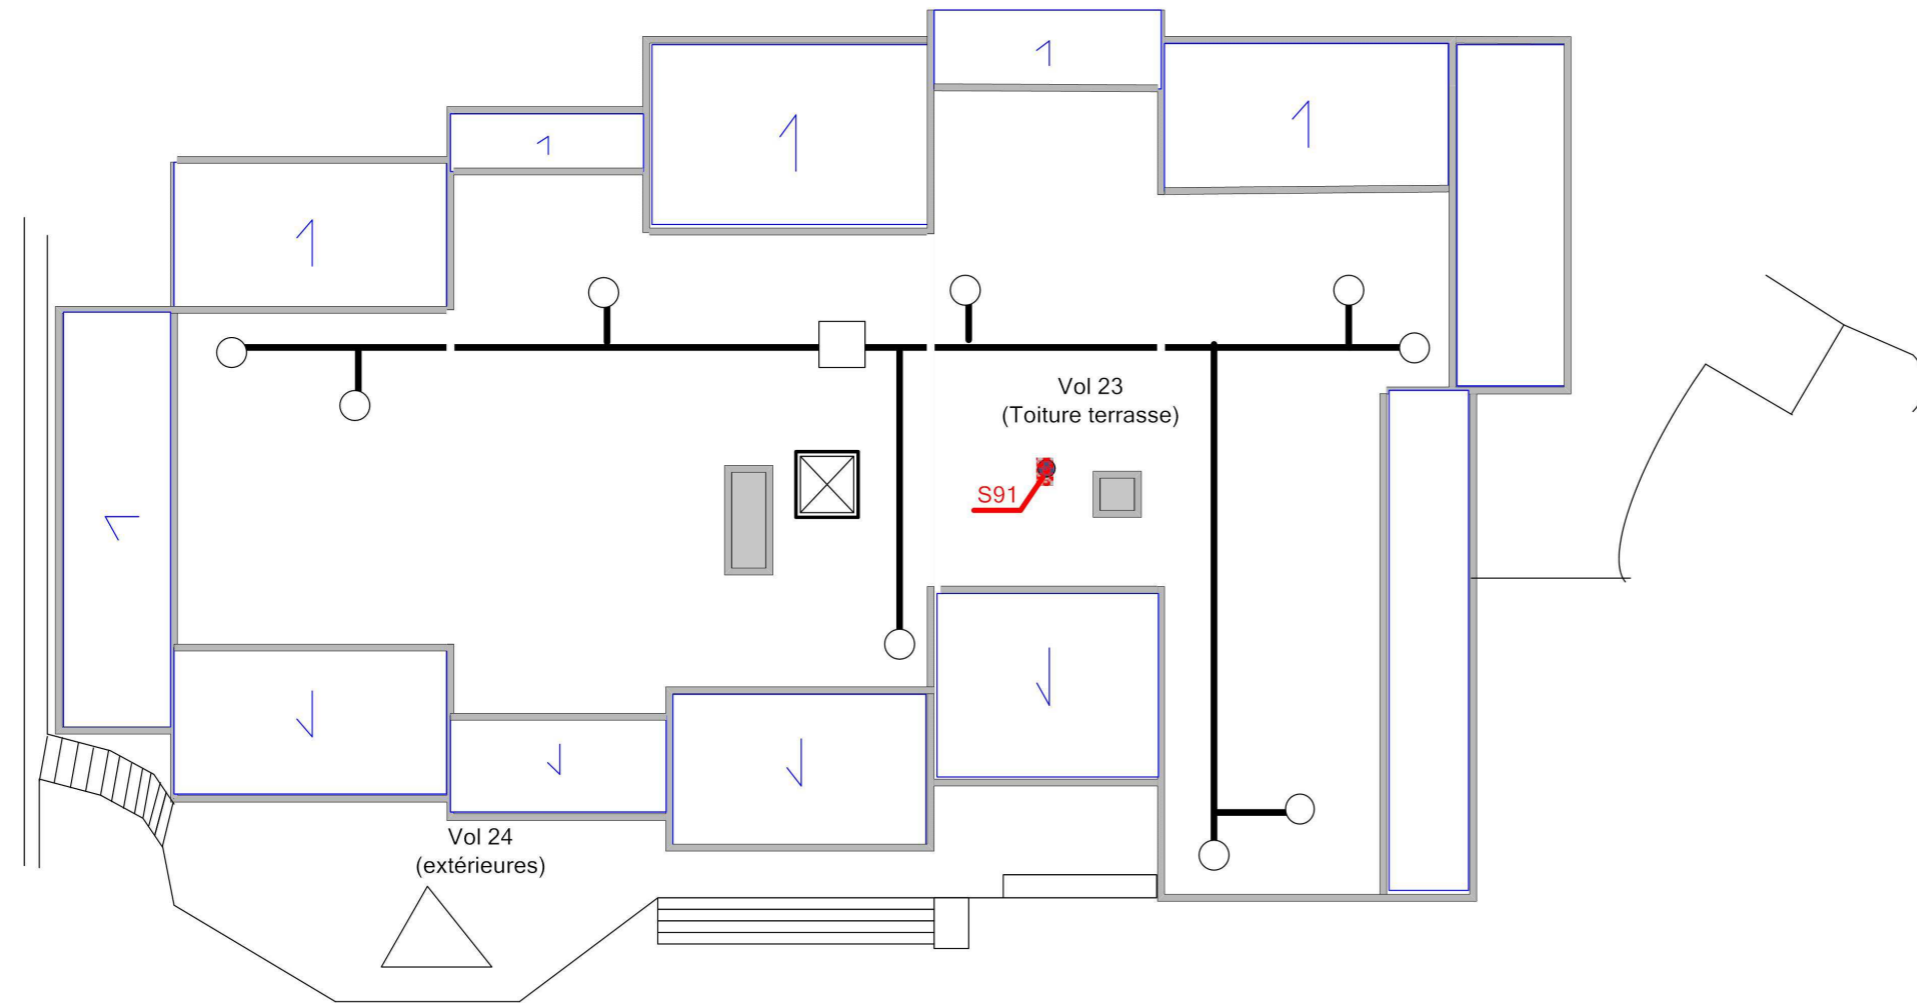 Vol 23
(Toiture terrasse)
S91
Vol 24
(extérieures)